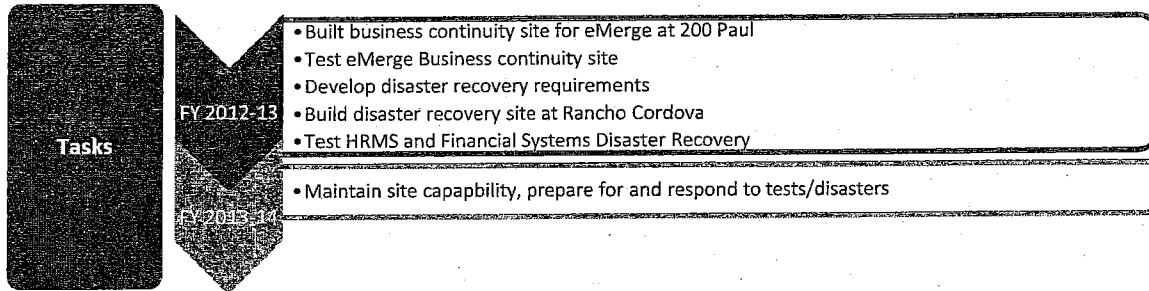 Tasks
FY 2012-13
• Built business continuity site for eMerge at 200 Paul
• Test eMerge Business continuity site
• Develop disaster recovery requirements
• Build disaster recovery site at Rancho Cordova
• Test HRMS and Financial Systems Disaster Recovery
FY 2013-14
• Maintain site capapbility, prepare for and respond to tests/disasters